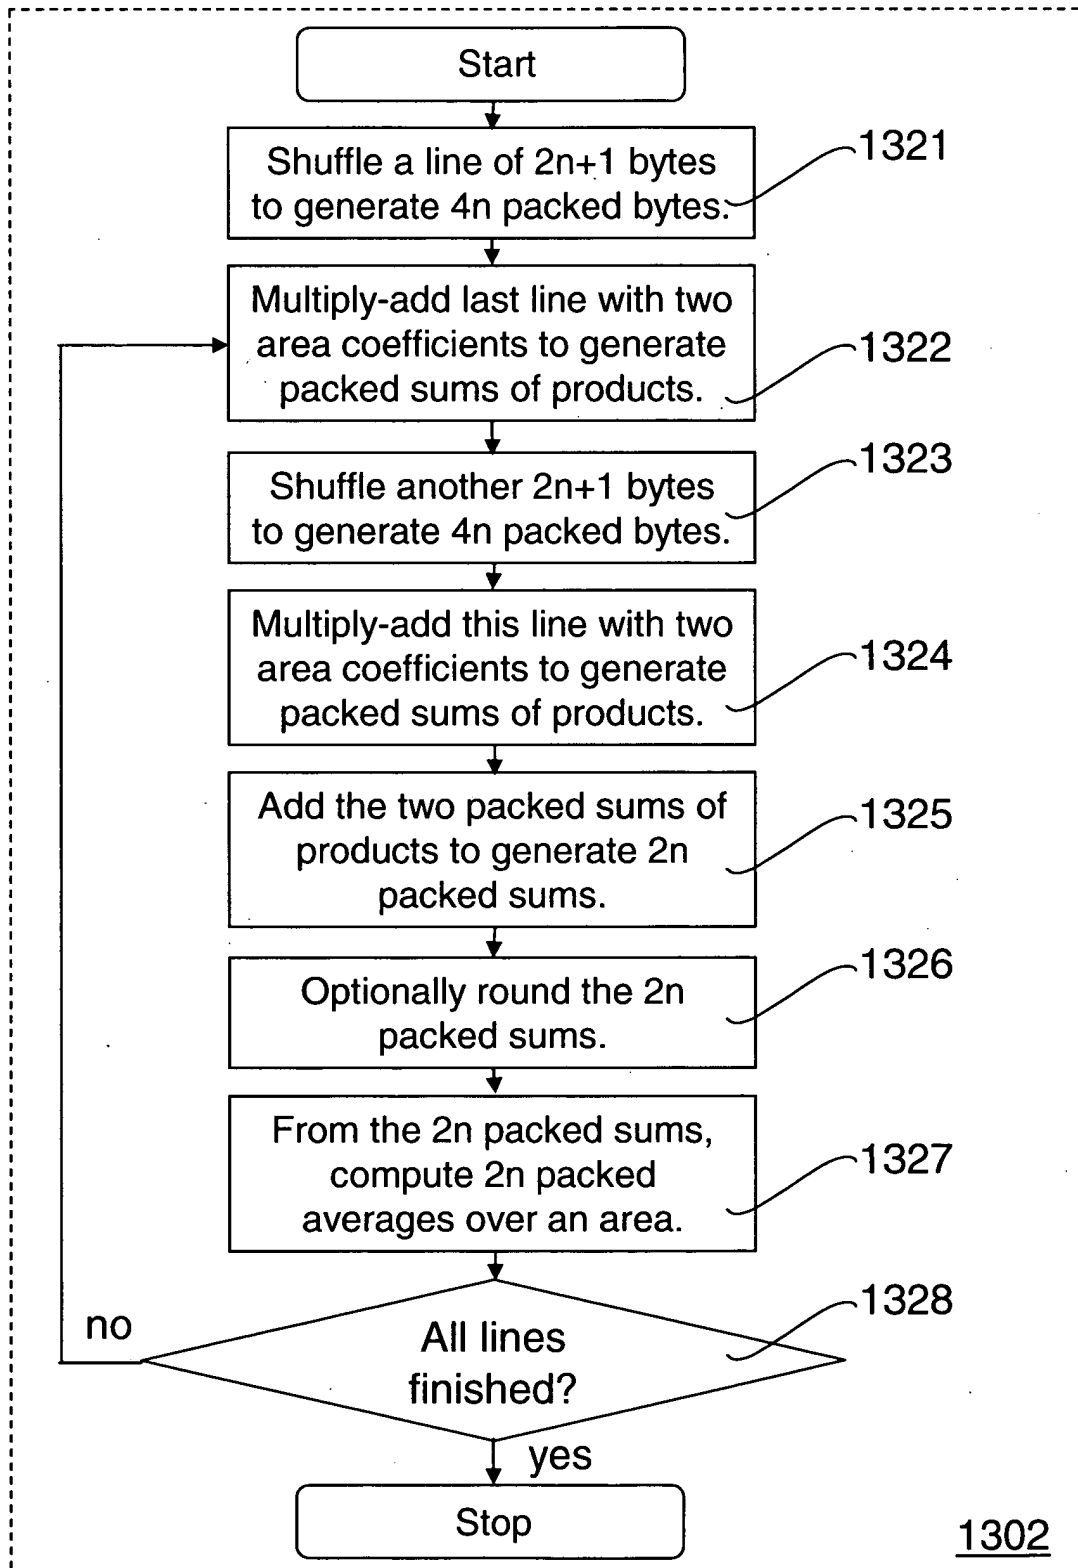 Start
Shuffle a line of 2n+1 bytes
to generate 4n packed bytes.
1321
Multiply-add last line with two
area coefficients to generate
packed sums of products.
1322
Shuffle another 2n+1 bytes
to generate 4n packed bytes.
1323
Multiply-add this line with two
area coefficients to generate
packed sums of products.
1324
Add the two packed sums of
products to generate 2n
packed sums.
1325
Optionally round the 2n
packed sums.
1326
From the 2n packed sums,
compute 2n packed
averages over an area.
1327
All lines
finished?
1328
no
yes
Stop
1302